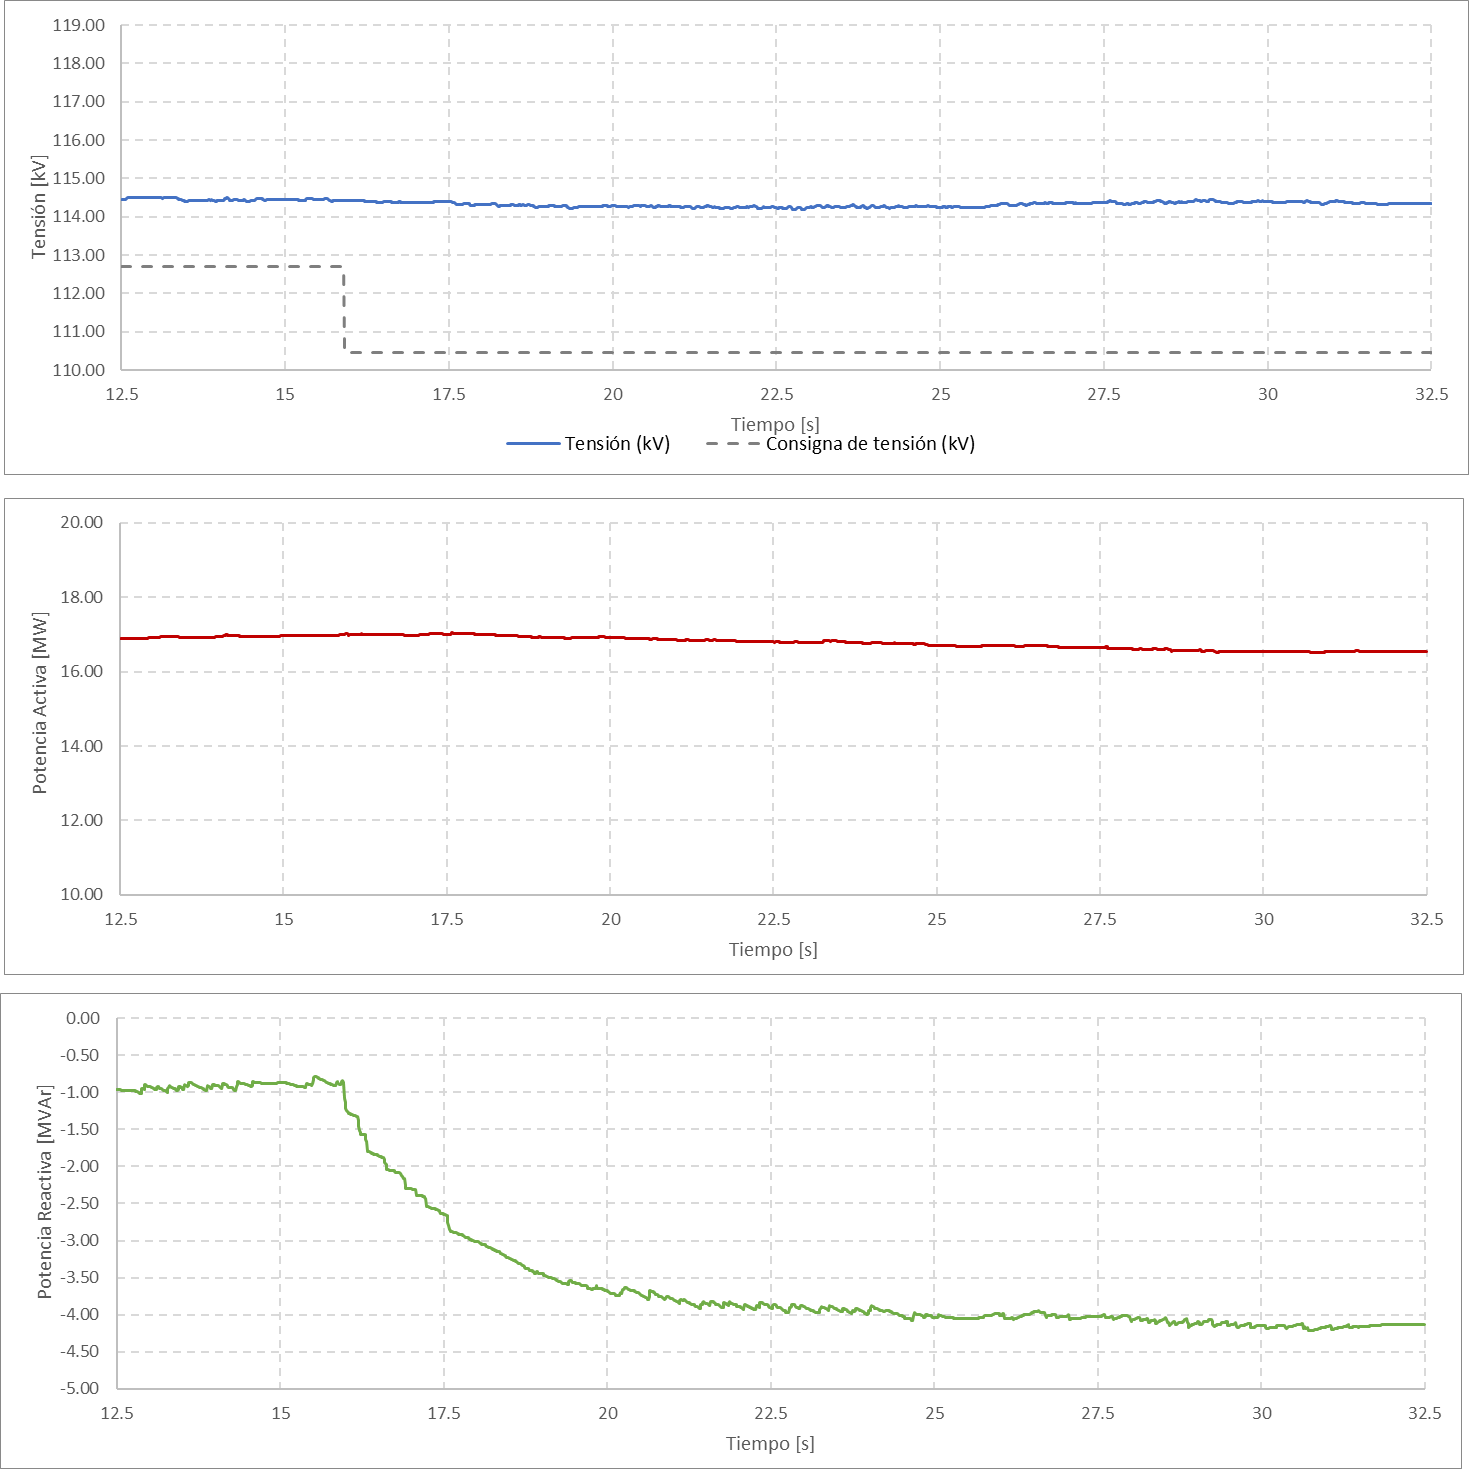 119.00
118.00
117.00
116.00
115.00
114.00
113.00
112.00
111.00
110.00
Tensión [kV]
12.5 15 17.5 20 22.5 25 27.5 30 32.5
Tiempo [s]
Tensión (kV) Consigna de tensión (kV)
20.00
18.00
16.00
14.00
12.00
10.00
Potencia Activa [MW]
12.5 15 17.5 20 22.5 25 27.5 30 32.5
Tiempo [s]
0.00
-0.50
-1.00
-1.50
-2.00
-2.50
-3.00
-3.50
-4.00
-4.50
-5.00
Potencia Reactiva [MVAr]
12.5 15 17.5 20 22.5 25 27.5 30 32.5
Tiempo [s]